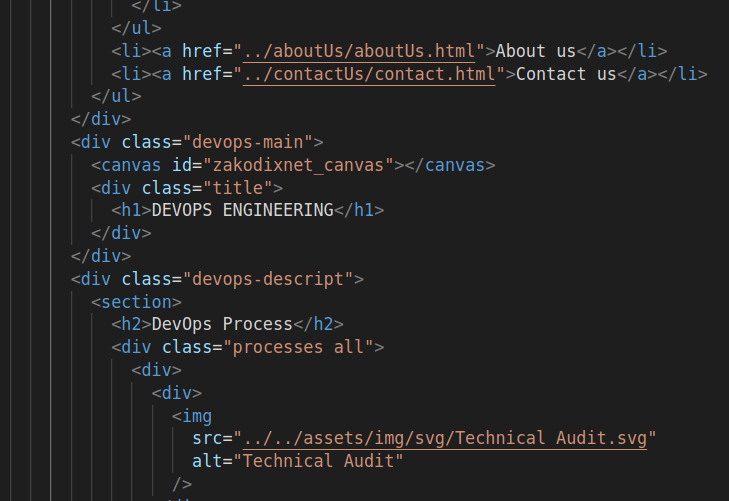 </li>
</ul>
<li><a href="../aboutUs/aboutUs.html">About us</a></li>
<li><a href="../contactUs/contact.html">Contact us</a></li>
</ul>
</div>
<div class="devops-main">
<canvas id="zakodixnet_canvas"></canvas>
<div class="title">
<h1>DEVOPS ENGINEERING</h1>
</div>
</div>
<div class="devops-descript">
<section>
<h2>DevOps Process</h2>
<div class="processes all">
<div>
<div>
<img
src="../../assets/img/svg/Technical Audit.svg"
alt="Technical Audit"
/>